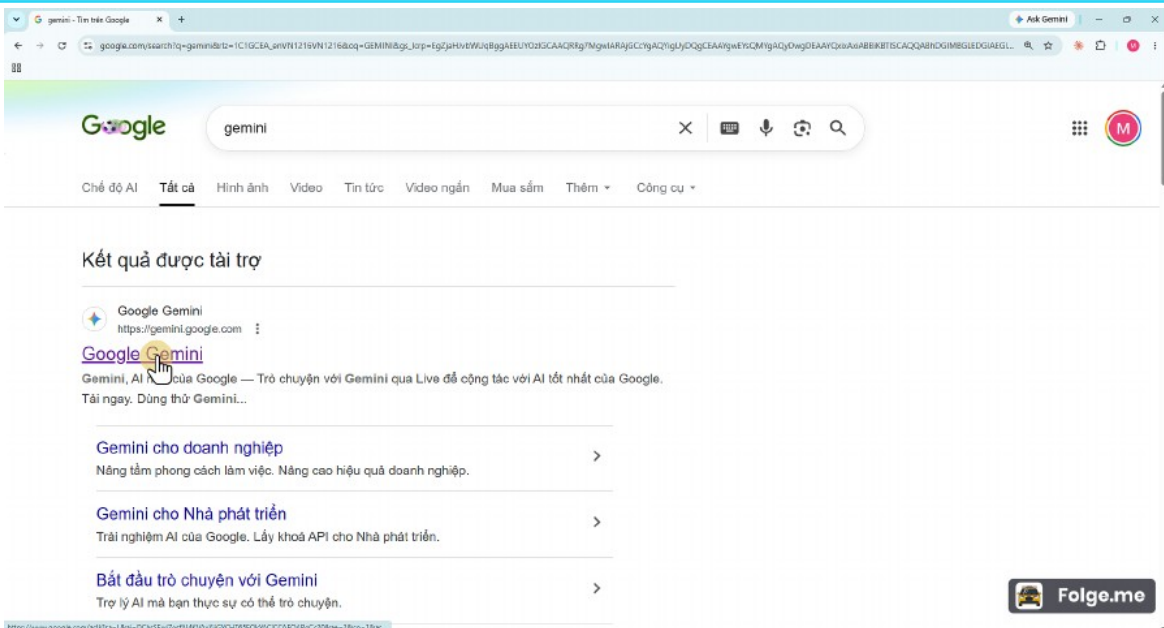 gemini - Tìm trên Google
Ask Gemini
Google
gemini
M
Chế độ AI Tất cả Hình ảnh Video Tin tức Video ngắn Mua sắm Thêm Công cụ
Kết quả được tài trợ
Google Gemini
https://gemini.google.com
Google Gemini
Gemini, AI của Google — Trò chuyện với Gemini qua Live để cộng tác với AI tốt nhất của Google.
Tải ngay. Dùng thử Gemini...
Gemini cho doanh nghiệp
Nâng tầm phong cách làm việc. Nâng cao hiệu quả doanh nghiệp.
Gemini cho Nhà phát triển
Trải nghiệm AI của Google. Lấy khoá API cho Nhà phát triển.
Bắt đầu trò chuyện với Gemini
Trợ lý AI mà bạn thực sự có thể trò chuyện.
Folge.me